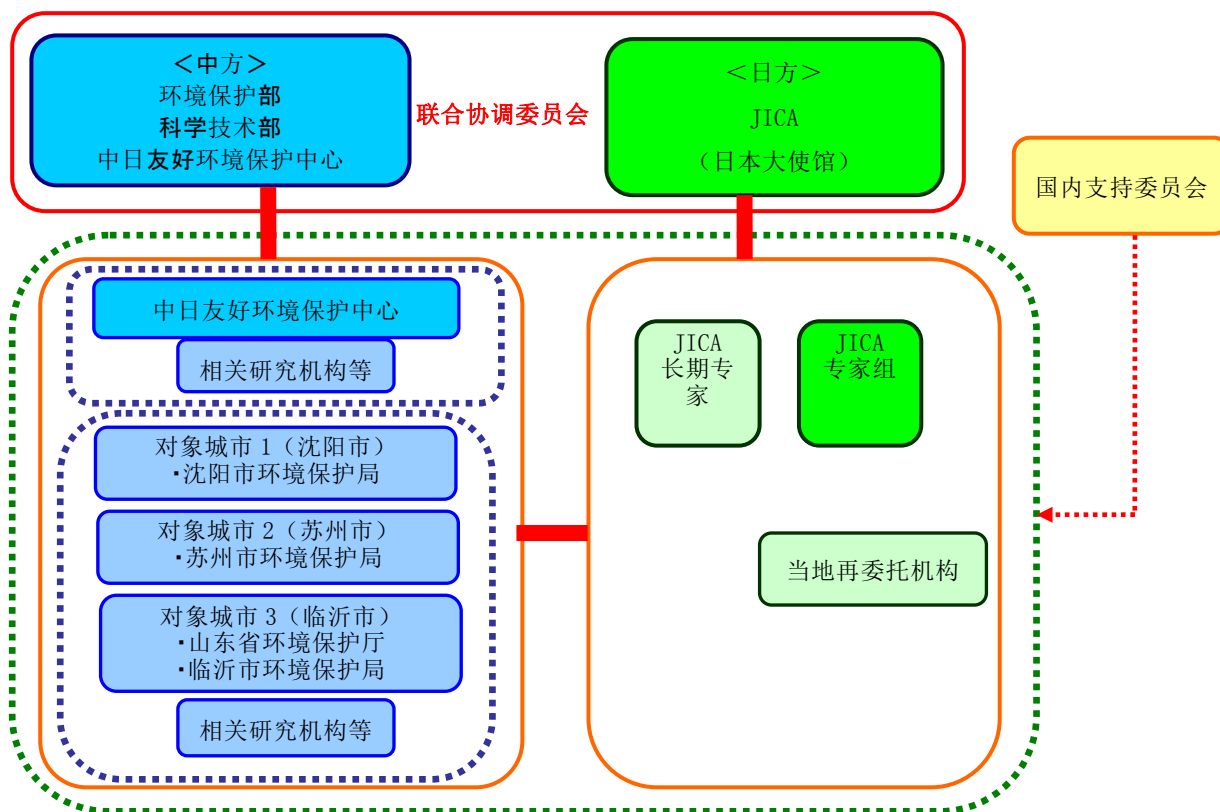 ＜中方＞
环境保护部
科学技术部
中日友好环境保护中心
联合协调委员会
＜日方＞
JICA
（日本大使馆）
国内支持委员会
中日友好环境保护中心
相关研究机构等
对象城市 1（沈阳市）
・沈阳市环境保护局
对象城市 2（苏州市）
・苏州市环境保护局
对象城市 3（临沂市）
・山东省环境保护厅
・临沂市环境保护局
相关研究机构等
JICA
长期专
家
JICA
专家组
当地再委托机构